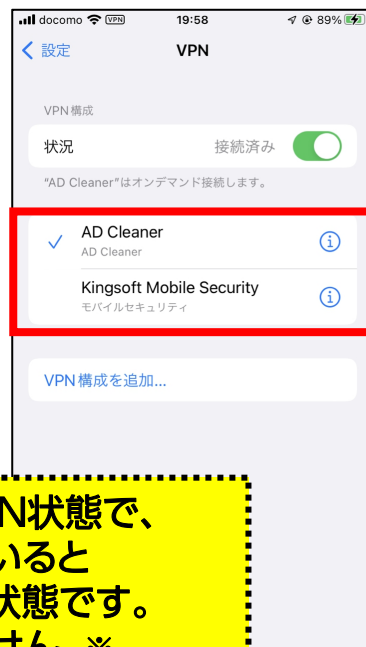 docomo VPN 19:58 89%
設定 VPN
VPN構成
状況 接続済み
"AD Cleaner"はオンデマンド接続します。
AD Cleaner
AD Cleaner
Kingsoft Mobile Security
モバイルセキュリティ
VPN構成を追加...
N状態で、
いると
状態です。
せん。※